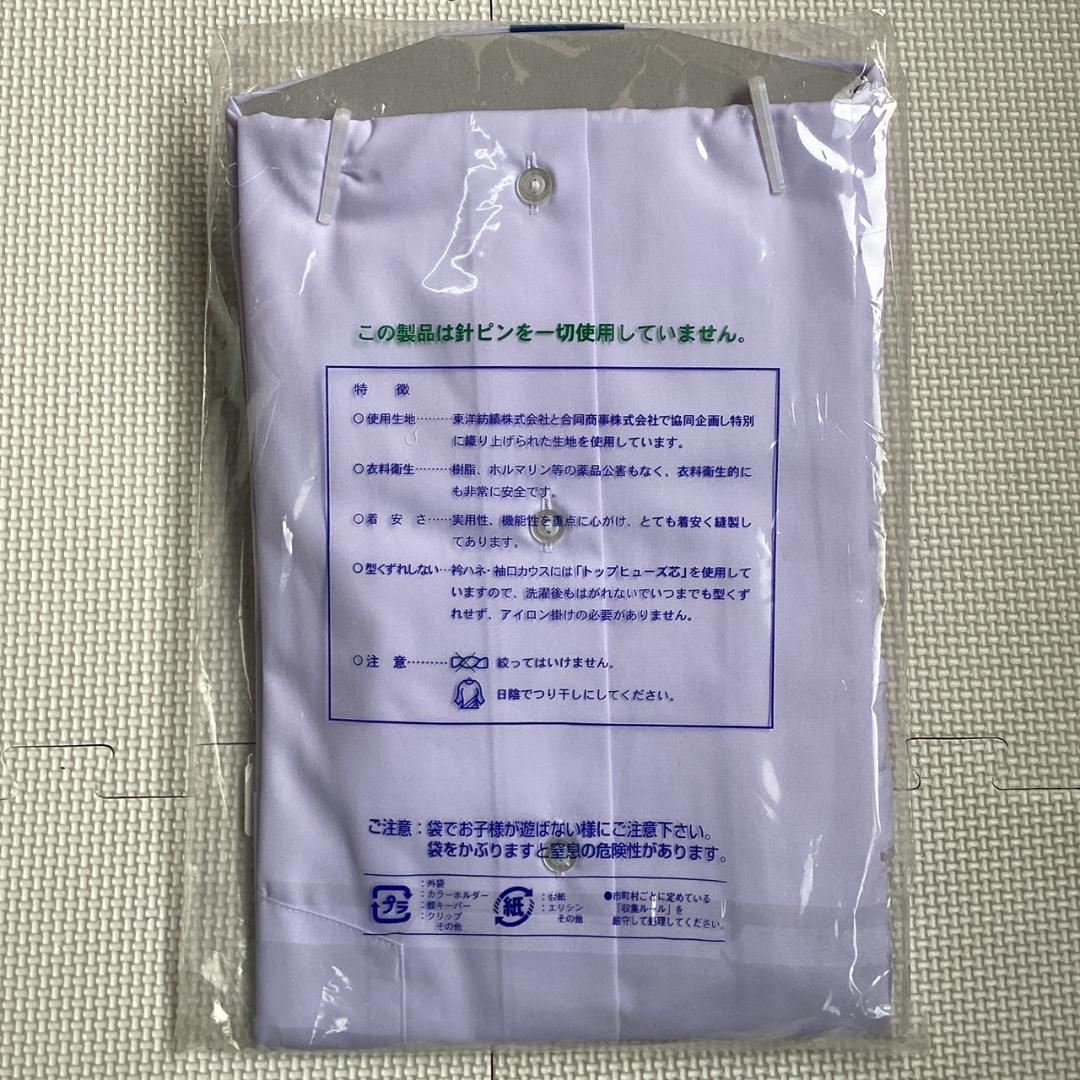 この製品は針ピンを一切使用していません。
特 徴
○使用生地………東洋紡績株式会社と合同商事株式会社で協同企画し特別
に織り上げられた生地を使用しています。
○衣料衛生………樹脂、ホルマリン等の薬品公害もなく、衣料衛生的に
も非常に安全です。
○着 安 さ……実用性、機能性を重点に心がけ、とても着安く縫製し
てあります。
○型くずれしない…衿ハネ・袖口カウスには「トップヒューズ芯」を使用して
いますので、洗濯後もはがれないでいつまでも型くず
れせず、アイロン掛けの必要がありません。
○注 意………絞ってはいけません。
日陰でつり干しにしてください。
ご注意：袋でお子様が遊ばない様にご注意下さい。
袋をかぶりますと窒息の危険性があります。
プラ
：外袋
：カラーホルダー
：蝶キーパー
：クリップ
その他
紙
：台紙
：エリシン
その他
●市町村ごとに定めている
「収集ルール」を
厳守して処理してください。